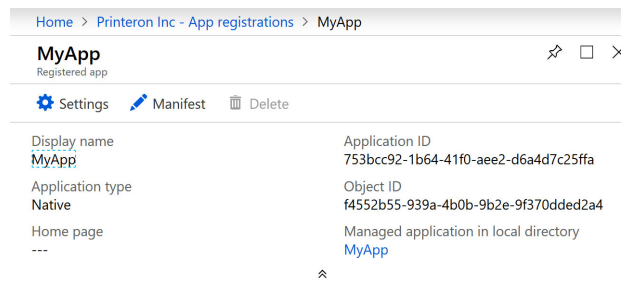 Home > Printeron Inc - App registrations > MyApp
MyApp
Registered app
Settings Manifest Delete
Display name
MyApp
Application ID
753bcc92-1b64-41f0-aee2-d6a4d7c25ffa
Application type
Native
Object ID
f4552b55-939a-4b0b-9b2e-9f370dded2a4
Home page
---
Managed application in local directory
MyApp